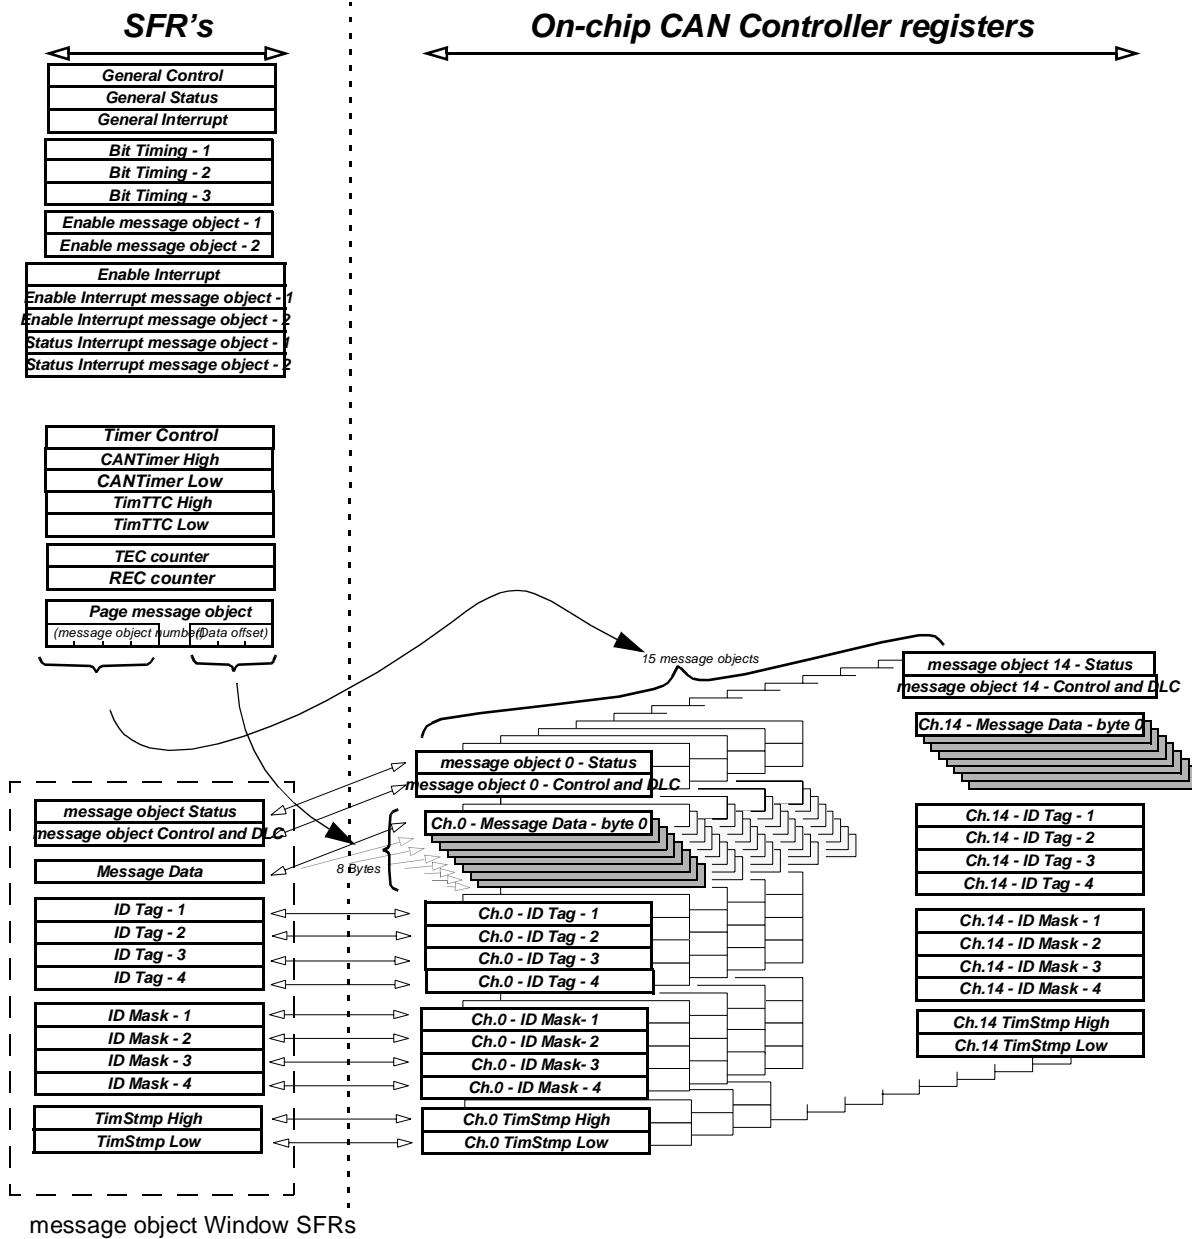 SFR's
On-chip CAN Controller registers
General Control
General Status
General Interrupt
Bit Timing - 1
Bit Timing - 2
Bit Timing - 3
Enable message object - 1
Enable message object - 2
Enable Interrupt
Enable Interrupt message object - 1
Enable Interrupt message object - 2
Status Interrupt message object - 1
Status Interrupt message object - 2
Timer Control
CANTimer High
CANTimer Low
TimTTC High
TimTTC Low
TEC counter
REC counter
Page message object
(message object number)
(Data offset)
15 message objects
message object 14 - Status
message object 14 - Control and DLC
Ch.14 - Message Data - byte 0
Ch.14 - ID Tag - 1
Ch.14 - ID Tag - 2
Ch.14 - ID Tag - 3
Ch.14 - ID Tag - 4
Ch.14 - ID Mask - 1
Ch.14 - ID Mask - 2
Ch.14 - ID Mask - 3
Ch.14 - ID Mask - 4
Ch.14 TimStmp High
Ch.14 TimStmp Low
message object 0 - Status
message object 0 - Control and DLC
Ch.0 - Message Data - byte 0
8 Bytes
Ch.0 - ID Tag - 1
Ch.0 - ID Tag - 2
Ch.0 - ID Tag - 3
Ch.0 - ID Tag - 4
Ch.0 - ID Mask- 1
Ch.0 - ID Mask- 2
Ch.0 - ID Mask- 3
Ch.0 - ID Mask - 4
Ch.0 TimStmp High
Ch.0 TimStmp Low
message object Status
message object Control and DLC
Message Data
ID Tag - 1
ID Tag - 2
ID Tag - 3
ID Tag - 4
ID Mask - 1
ID Mask - 2
ID Mask - 3
ID Mask - 4
TimStmp High
TimStmp Low
message object Window SFRs